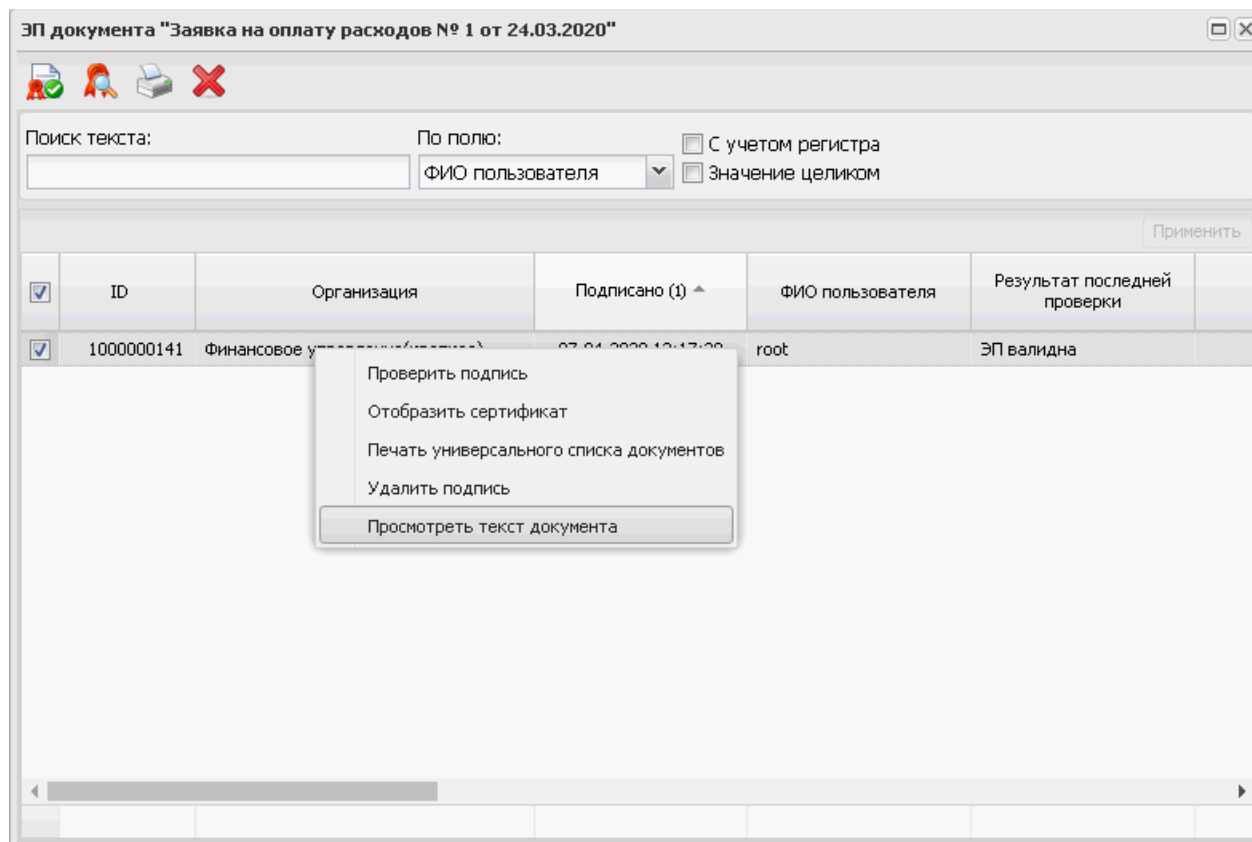 ЭП документа "Заявка на оплату расходов № 1 от 24.03.2020"
Поиск текста:
По полю:
С учетом регистра
ФИО пользователя
Значение целиком
Применить
ID
Организация
Подписано (1)
ФИО пользователя
Результат последней
проверки
1000000141
Финансовое
root
ЭП валидна
Проверить подпись
Отобразить сертификат
Печать универсального списка документов
Удалить подпись
Просмотреть текст документа